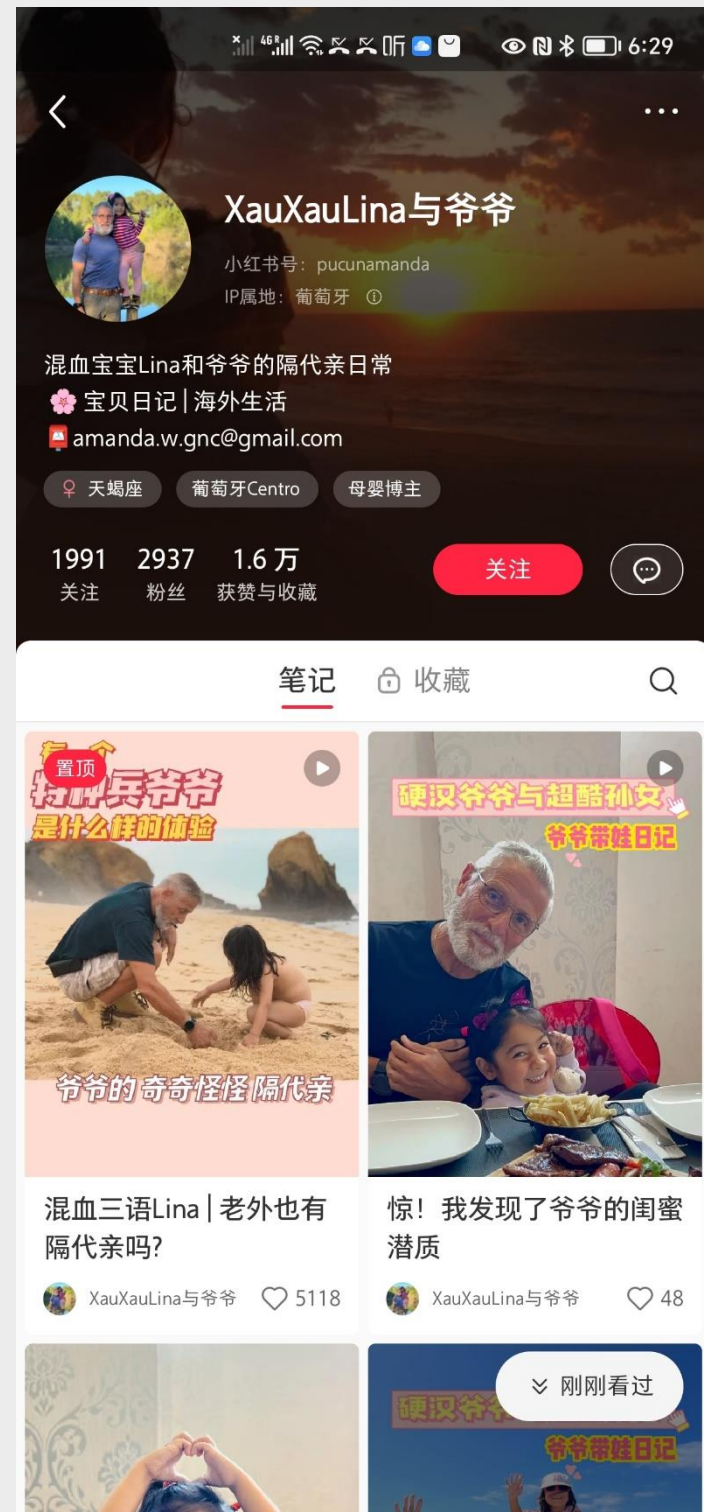 46 6:29
XauXauLina与爷爷
小红书号：pucunamanda
IP属地：葡萄牙
混血宝宝Lina和爷爷的隔代亲日常
宝贝日记|海外生活
amanda.w.gnc@gmail.com
天蝎座 葡萄牙Centro 母婴博主
1991 2937 1.6万
关注 粉丝 获赞与收藏
关注
笔记 收藏
有一个
置顶
特种兵爷爷
是什么样的体验
爷爷的 奇奇怪怪 隔代亲
混血三语Lina|老外也有
隔代亲吗?
XauXauLina与爷爷 5118
硬汉爷爷与超酷孙女
爷爷带娃日记
惊！我发现了爷爷的闺蜜
潜质
XauXauLina与爷爷 48
刚刚看过
硬汉爷爷
爷爷带娃日记